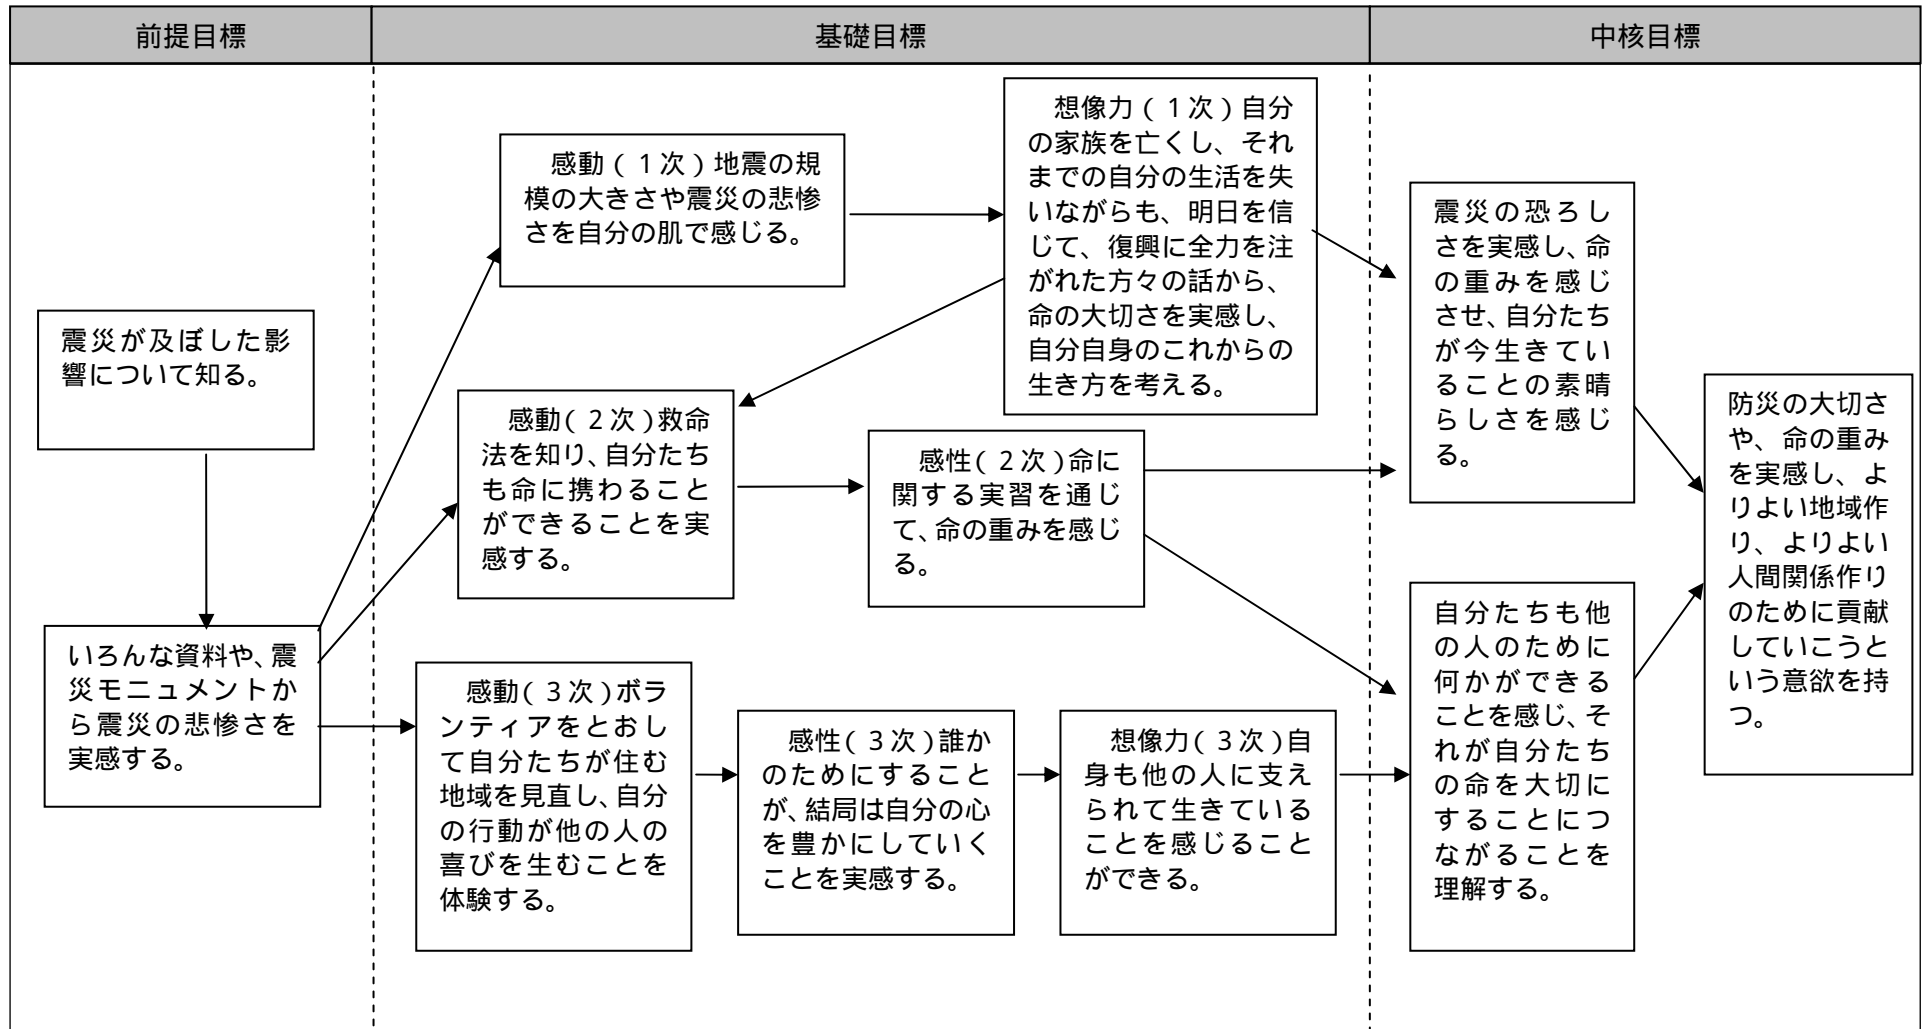 前提目標
基礎目標
中核目標
震災が及ぼした影
響について知る。
いろんな資料や、震
災モニュメントか
ら震災の悲惨さを
実感する。
感動(1次)地震の規
模の大きさや震災の悲惨
さを自分の肌で感じる。
想像力(1次)自分
の家族を亡くし、それ
までの自分の生活を失
いながらも、明日を信
じて、復興に全力を注
がれた方々の話から、
命の大切さを実感し、
自分自身のこれからの
生き方を考える。
感動(2次)救命
法を知り、自分たち
も命に携わること
ができることを実
感する。
感性(2次)命に
関する実習を通じ
て、命の重みを感じ
る。
感動(3次)ボラ
ンティアをとおし
て自分たちが住む
地域を見直し、自分
の行動が他の人の
喜びを生むことを
体験する。
感性(3次)誰か
のためにすること
が、結局は自分の心
を豊かにしていく
ことを実感する。
想像力(3次)自
身も他の人に支え
られて生きている
ことを感じること
ができる。
震災の恐ろし
さを実感し、命
の重みを感じ
させ、自分たち
が今生きてい
ることの素晴
らしさを感じ
る。
自分たちも他
の人のために
何かができる
ことを感じ、そ
れが自分たち
の命を大切に
することにつ
ながることを
理解する。
防災の大切さ
や、命の重み
を実感し、よ
りよい地域作
り、よりよい
人間関係作り
のために貢献
していこうと
いう意欲を持
つ。